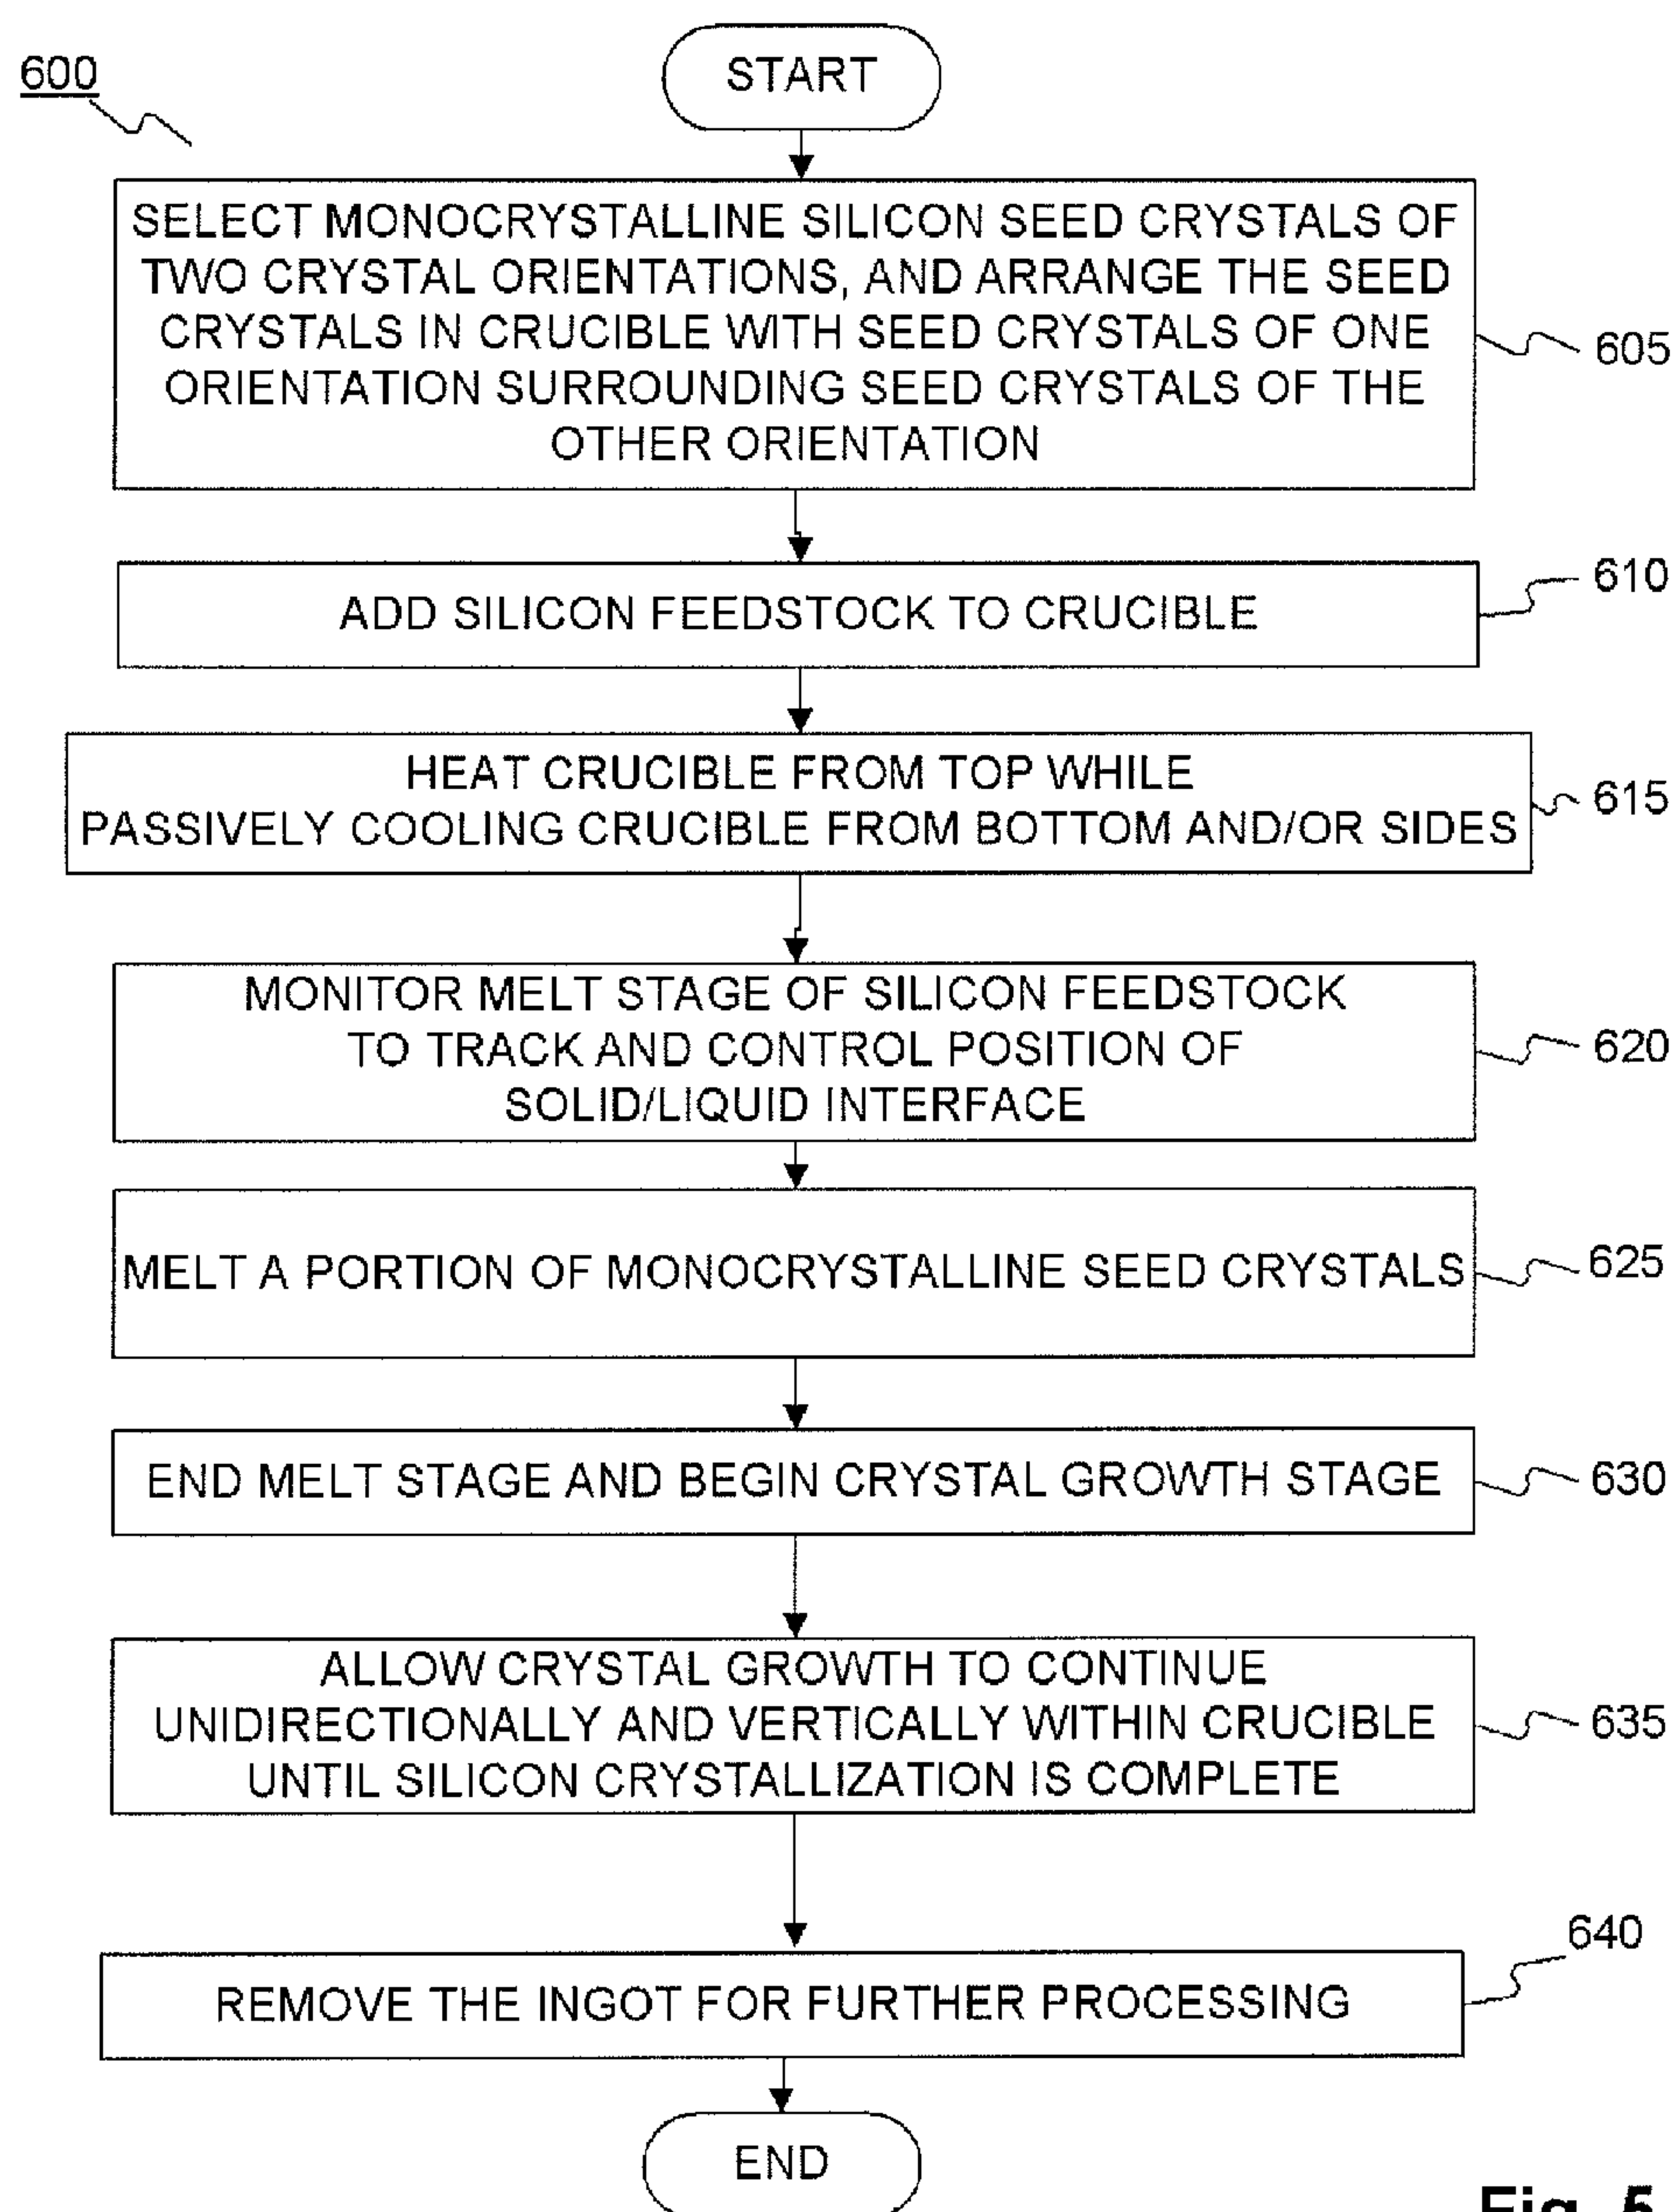 600
START
SELECT MONOCRYSTALLINE SILICON SEED CRYSTALS OF
TWO CRYSTAL ORIENTATIONS, AND ARRANGE THE SEED
CRYSTALS IN CRUCIBLE WITH SEED CRYSTALS OF ONE
ORIENTATION SURROUNDING SEED CRYSTALS OF THE
OTHER ORIENTATION
605
ADD SILICON FEEDSTOCK TO CRUCIBLE
610
HEAT CRUCIBLE FROM TOP WHILE
PASSIVELY COOLING CRUCIBLE FROM BOTTOM AND/OR SIDES
615
MONITOR MELT STAGE OF SILICON FEEDSTOCK
TO TRACK AND CONTROL POSITION OF
SOLID/LIQUID INTERFACE
620
MELT A PORTION OF MONOCRYSTALLINE SEED CRYSTALS
625
END MELT STAGE AND BEGIN CRYSTAL GROWTH STAGE
630
ALLOW CRYSTAL GROWTH TO CONTINUE
UNIDIRECTIONALLY AND VERTICALLY WITHIN CRUCIBLE
UNTIL SILICON CRYSTALLIZATION IS COMPLETE
635
REMOVE THE INGOT FOR FURTHER PROCESSING
640
END
Fig. 5